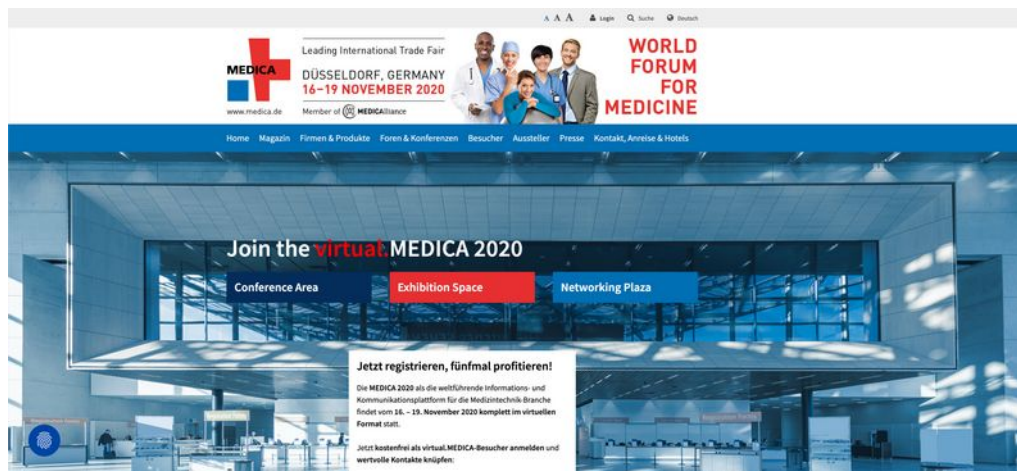 A A A Login Suche Deutsch
MEDICA
www.medica.de
Leading International Trade Fair
DÜSSELDORF, GERMANY
16–19 NOVEMBER 2020
Member of MEDICAlliance
WORLD
FORUM
FOR
MEDICINE
Home Magazin Firmen & Produkte Foren & Konferenzen Besucher Aussteller Presse Kontakt, Anreise & Hotels
Join the virtual.MEDICA 2020
Conference Area Exhibition Space Networking Plaza
Jetzt registrieren, fünfmal profitieren!
Die MEDICA 2020 als die weltführende Informations- und
Kommunikationsplattform für die Medizintechnik-Branche
findet vom 16. – 19. November 2020 komplett im virtuellen
Format statt.
Jetzt kostenfrei als virtual.MEDICA-Besucher anmelden und
wertvolle Kontakte knüpfen: